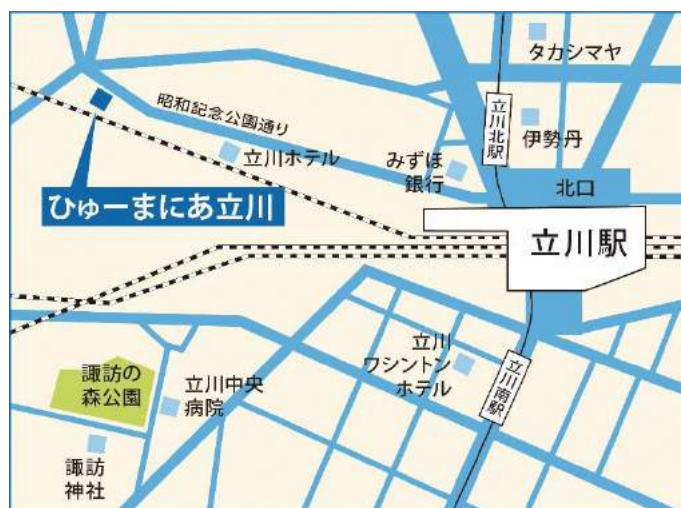 タカシマヤ
昭和記念公園通り
立川北駅
伊勢丹
立川ホテル
みずほ
銀行
北口
ひゅーまにあ立川
立川駅
立川
ワシントン
ホテル
立川南駅
諏訪の
森公園
立川中央
病院
諏訪
神社